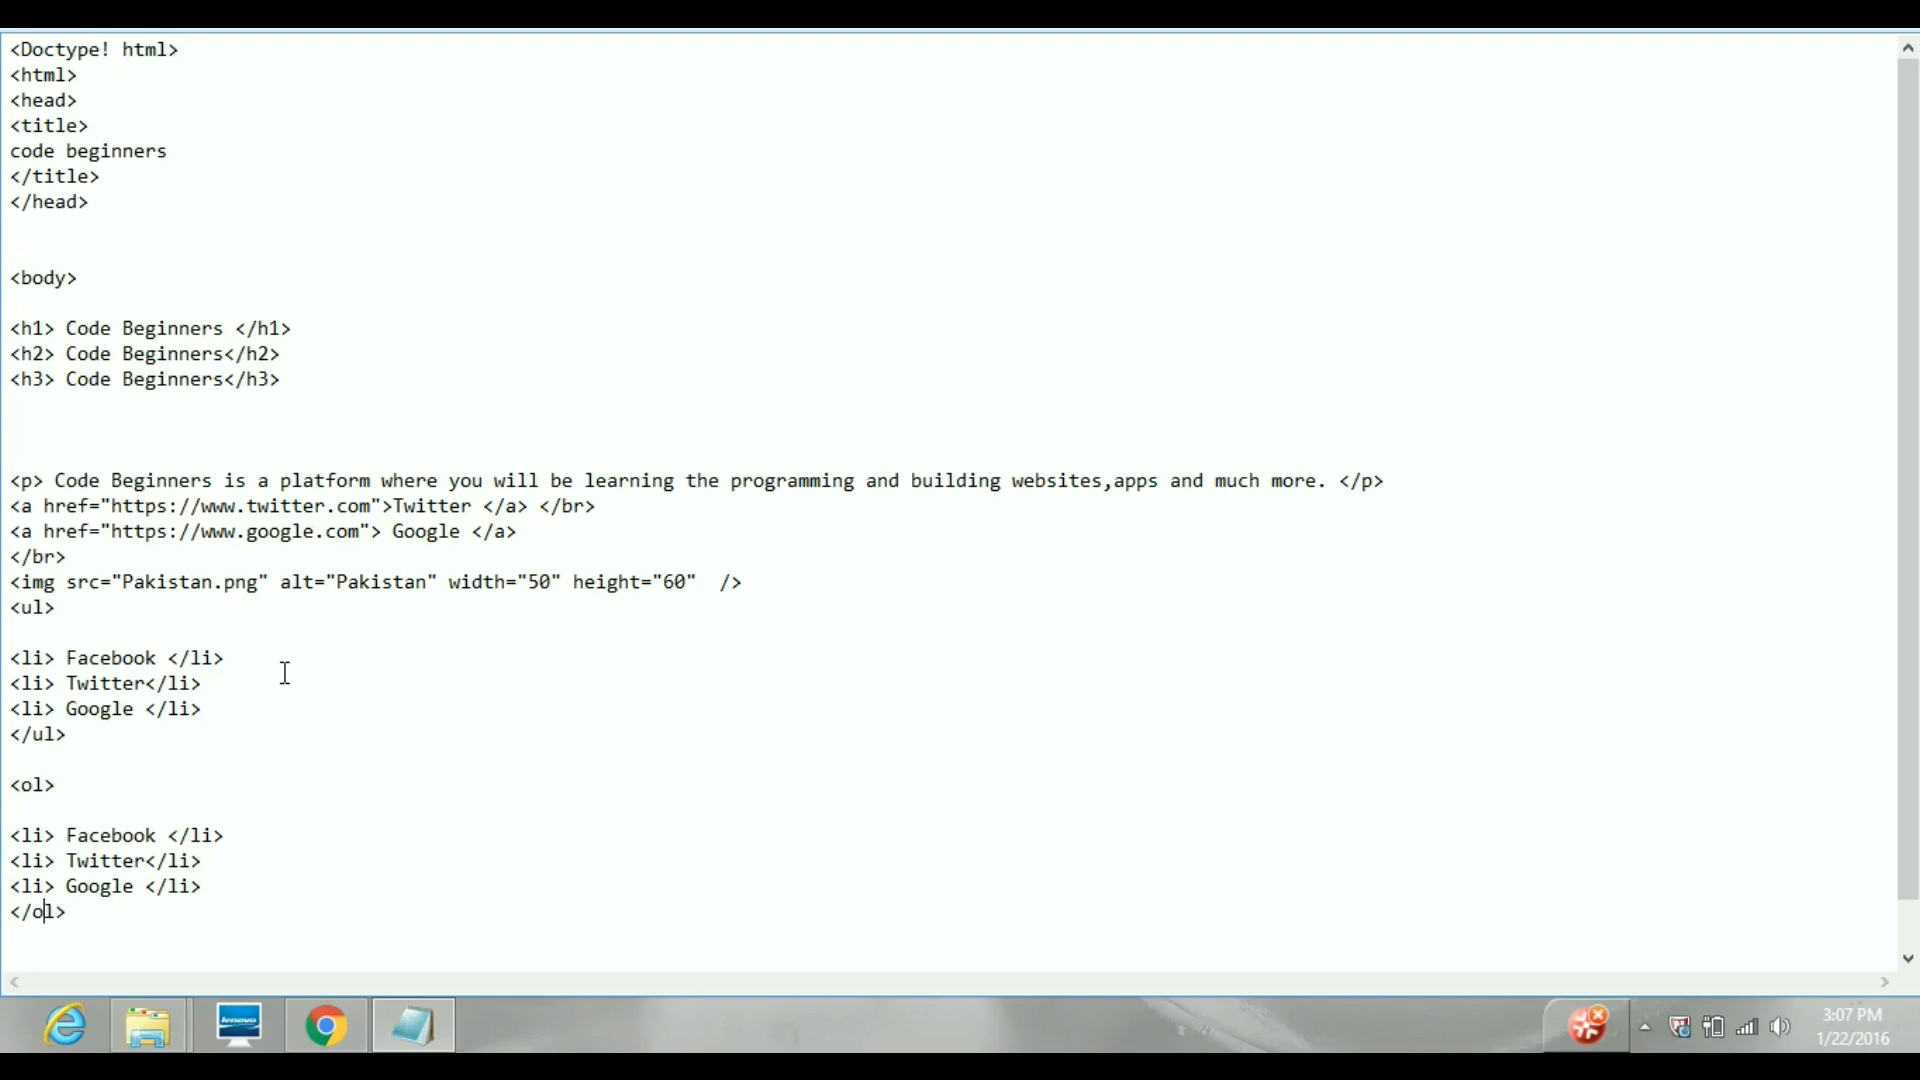 <Doctype! html>
<html>
<head>
<title>
code beginners
</title>
</head>
<body>
<h1> Code Beginners </h1>
<h2> Code Beginners</h2>
<h3> Code Beginners</h3>
<p> Code Beginners is a platform where you will be learning the programming and building websites,apps and much more. </p>
<a href="https://www.twitter.com">Twitter </a> </br>
<a href="https://www.google.com"> Google </a>
</br>
<img src="Pakistan.png" alt="Pakistan" width="50" height="60"  />
<ul>
<li> Facebook </li>
<li> Twitter</li>
<li> Google </li>
</ul>
<ol>
<li> Facebook </li>
<li> Twitter</li>
<li> Google </li>
</ol>
lenovo
3:07 PM
1/22/2016